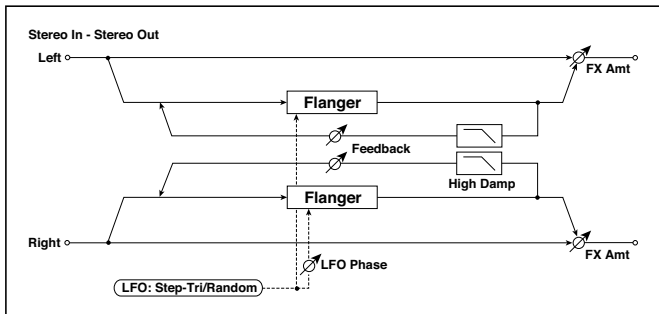 Stereo In - Stereo Out
Left
FX Amt
Flanger
Feedback
High Damp
Flanger
Right
LFO Phase
FX Amt
LFO: Step-Tri/Random